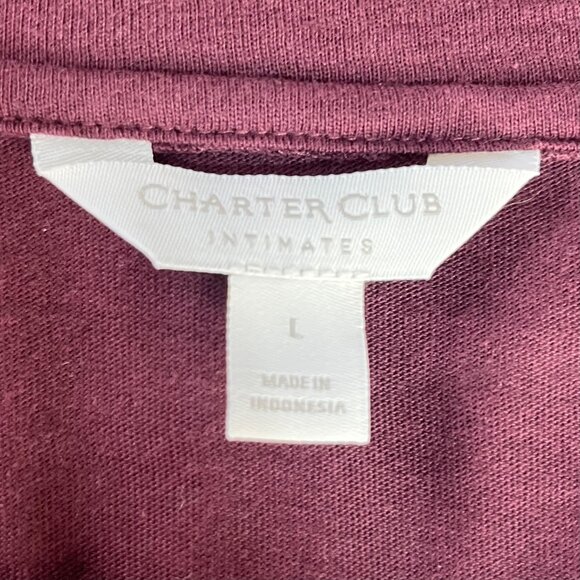 CHARTER CLUB
INTIMATES
L
MADE IN
INDONESIA